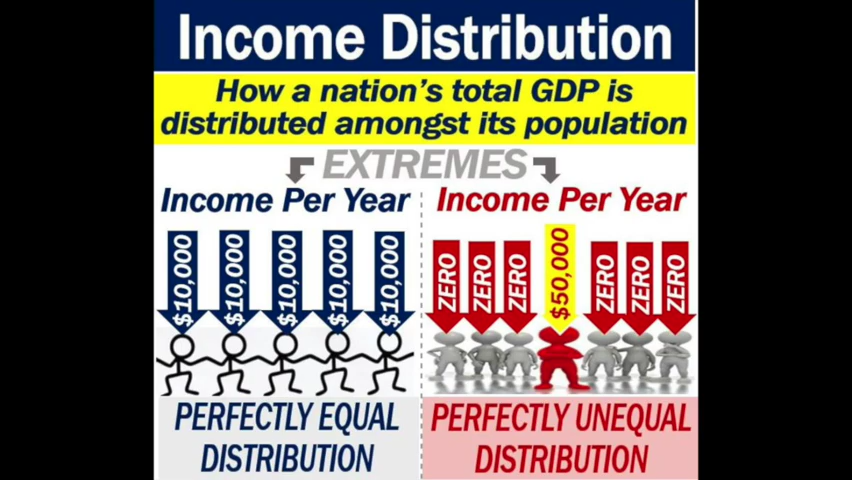 Income Distribution
How a nation's total GDP is
distributed amongst its population
EXTREMES
Income Per Year
$10,000
$10,000
$10,000
$10,000
$10,000
PERFECTLY EQUAL
DISTRIBUTION
Income Per Year
ZERO
ZERO
ZERO
$50,000
ZERO
ZERO
ZERO
PERFECTLY UNEQUAL
DISTRIBUTION